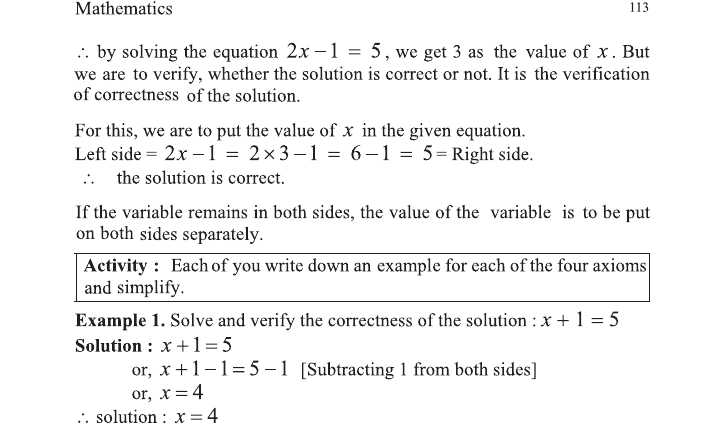 Mathematics 113
∴ by solving the equation 2x − 1 = 5, we get 3 as the value of x. But
we are to verify, whether the solution is correct or not. It is the verification
of correctness of the solution.
For this, we are to put the value of x in the given equation.
Left side = 2x − 1 = 2 × 3 − 1 = 6 − 1 = 5 = Right side.
∴ the solution is correct.
If the variable remains in both sides, the value of the variable is to be put
on both sides separately.
Activity : Each of you write down an example for each of the four axioms
and simplify.
Example 1. Solve and verify the correctness of the solution : x + 1 = 5
Solution : x + 1 = 5
or, x + 1 − 1 = 5 − 1 [Subtracting 1 from both sides]
or, x = 4
∴ solution : x = 4